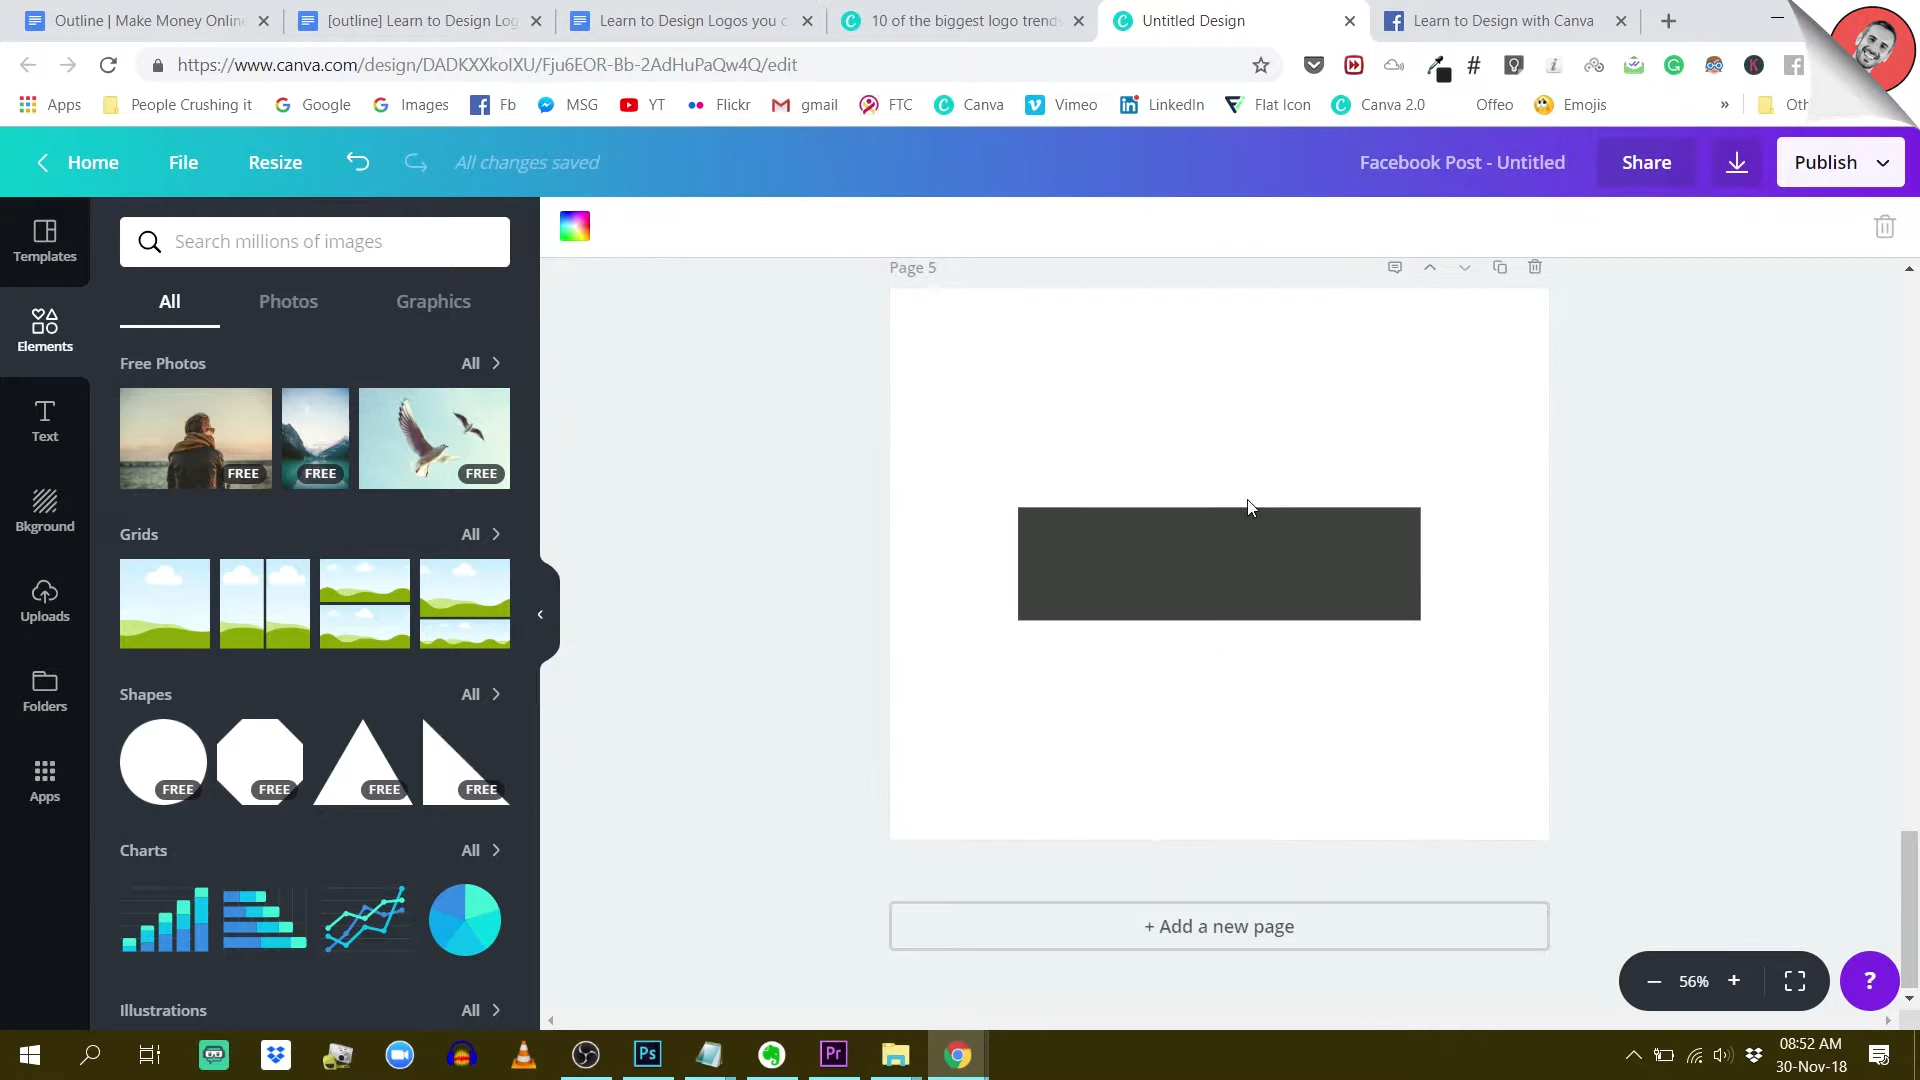 Outline | Make Money Online
[outline] Learn to Design Log
Learn to Design Logos you c
10 of the biggest logo trends
Untitled Design
Learn to Design with Canva
https://www.canva.com/design/DADKXXkoIXU/Fju6EOR-Bb-2AdHuPaQw4Q/edit
Apps
People Crushing it
Google
Images
Fb
MSG
YT
Flickr
gmail
FTC
Canva
Vimeo
LinkedIn
Flat Icon
Canva 2.0
Offeo
Emojis
»
Home
File
Resize
All changes saved
Facebook Post - Untitled
Share
Publish
Templates
Elements
Text
Bkground
Uploads
Folders
Apps
Search millions of images
All
Photos
Graphics
Free Photos
All
FREE
FREE
FREE
Grids
All
Shapes
All
FREE
FREE
FREE
FREE
Charts
All
Illustrations
All
Page 5
+ Add a new page
56%
?
Ps
Pr
08:52 AM
30-Nov-18